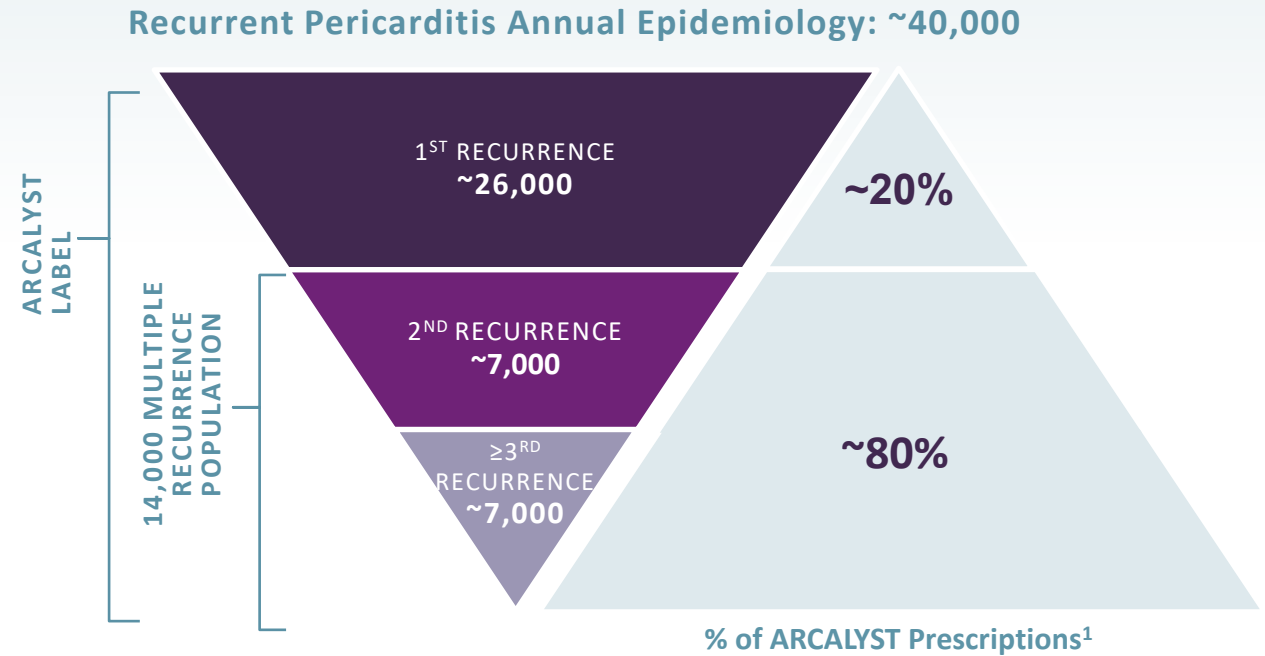 Recurrent Pericarditis Annual Epidemiology: ~40,000
ARCALYST
LABEL
14,000 MULTIPLE
RECURRENCE
POPULATION
1ST RECURRENCE
~26,000
~20%
2ND RECURRENCE
~7,000
≥3RD
RECURRENCE
~7,000
~80%
% of ARCALYST Prescriptions1